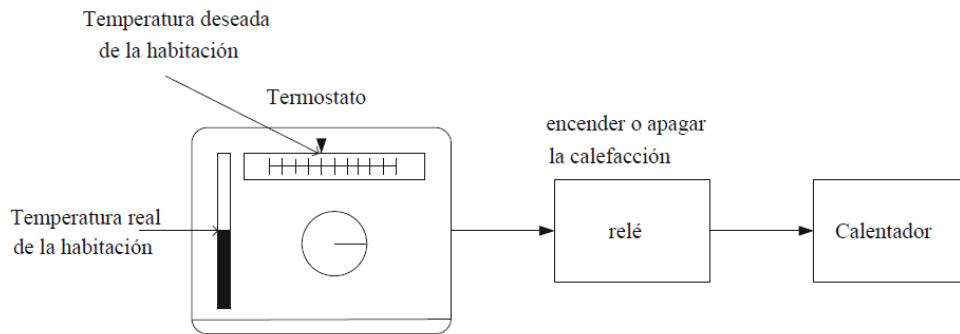 Temperatura deseada
de la habitación
Termostato
encender o apagar
la calefacción
Temperatura real
de la habitación
relé
Calentador